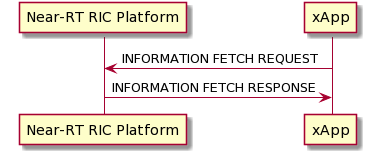 Near-RT RIC Platform
xApp
INFORMATION FETCH REQUEST
INFORMATION FETCH RESPONSE
Near-RT RIC Platform
xApp